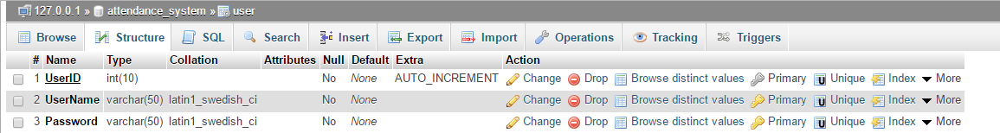 127.0.0.1 » attendance_system » user
Browse Structure SQL Search Insert Export Import Operations Tracking Triggers
# Name Type Collation Attributes Null Default Extra Action
1 UserID int(10) No None AUTO_INCREMENT Change Drop Browse distinct values Primary Unique Index More
2 UserName varchar(50) latin1_swedish_ci No None Change Drop Browse distinct values Primary Unique Index More
3 Password varchar(50) latin1_swedish_ci No None Change Drop Browse distinct values Primary Unique Index More